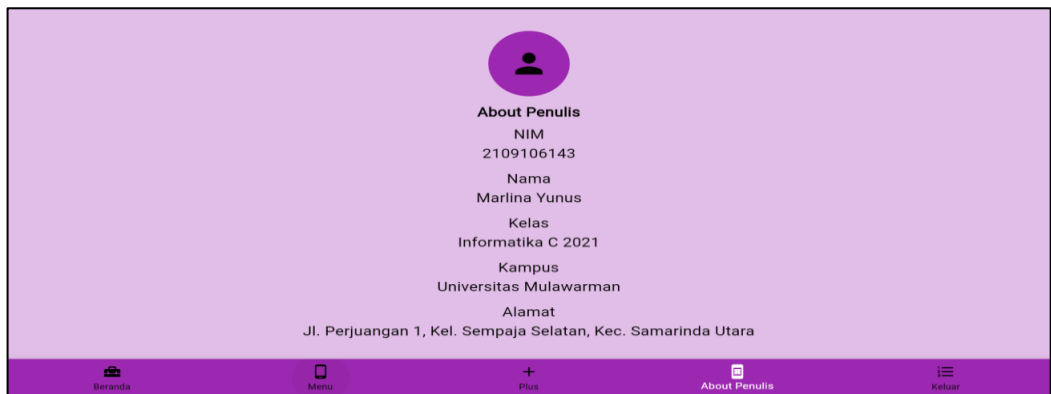 About Penulis
NIM
2109106143
Nama
Marlina Yunus
Kelas
Informatika C 2021
Kampus
Universitas Mulawarman
Alamat
Jl. Perjuangan 1, Kel. Sempaja Selatan, Kec. Samarinda Utara
Beranda
Menu
Plus
About Penulis
Keluar